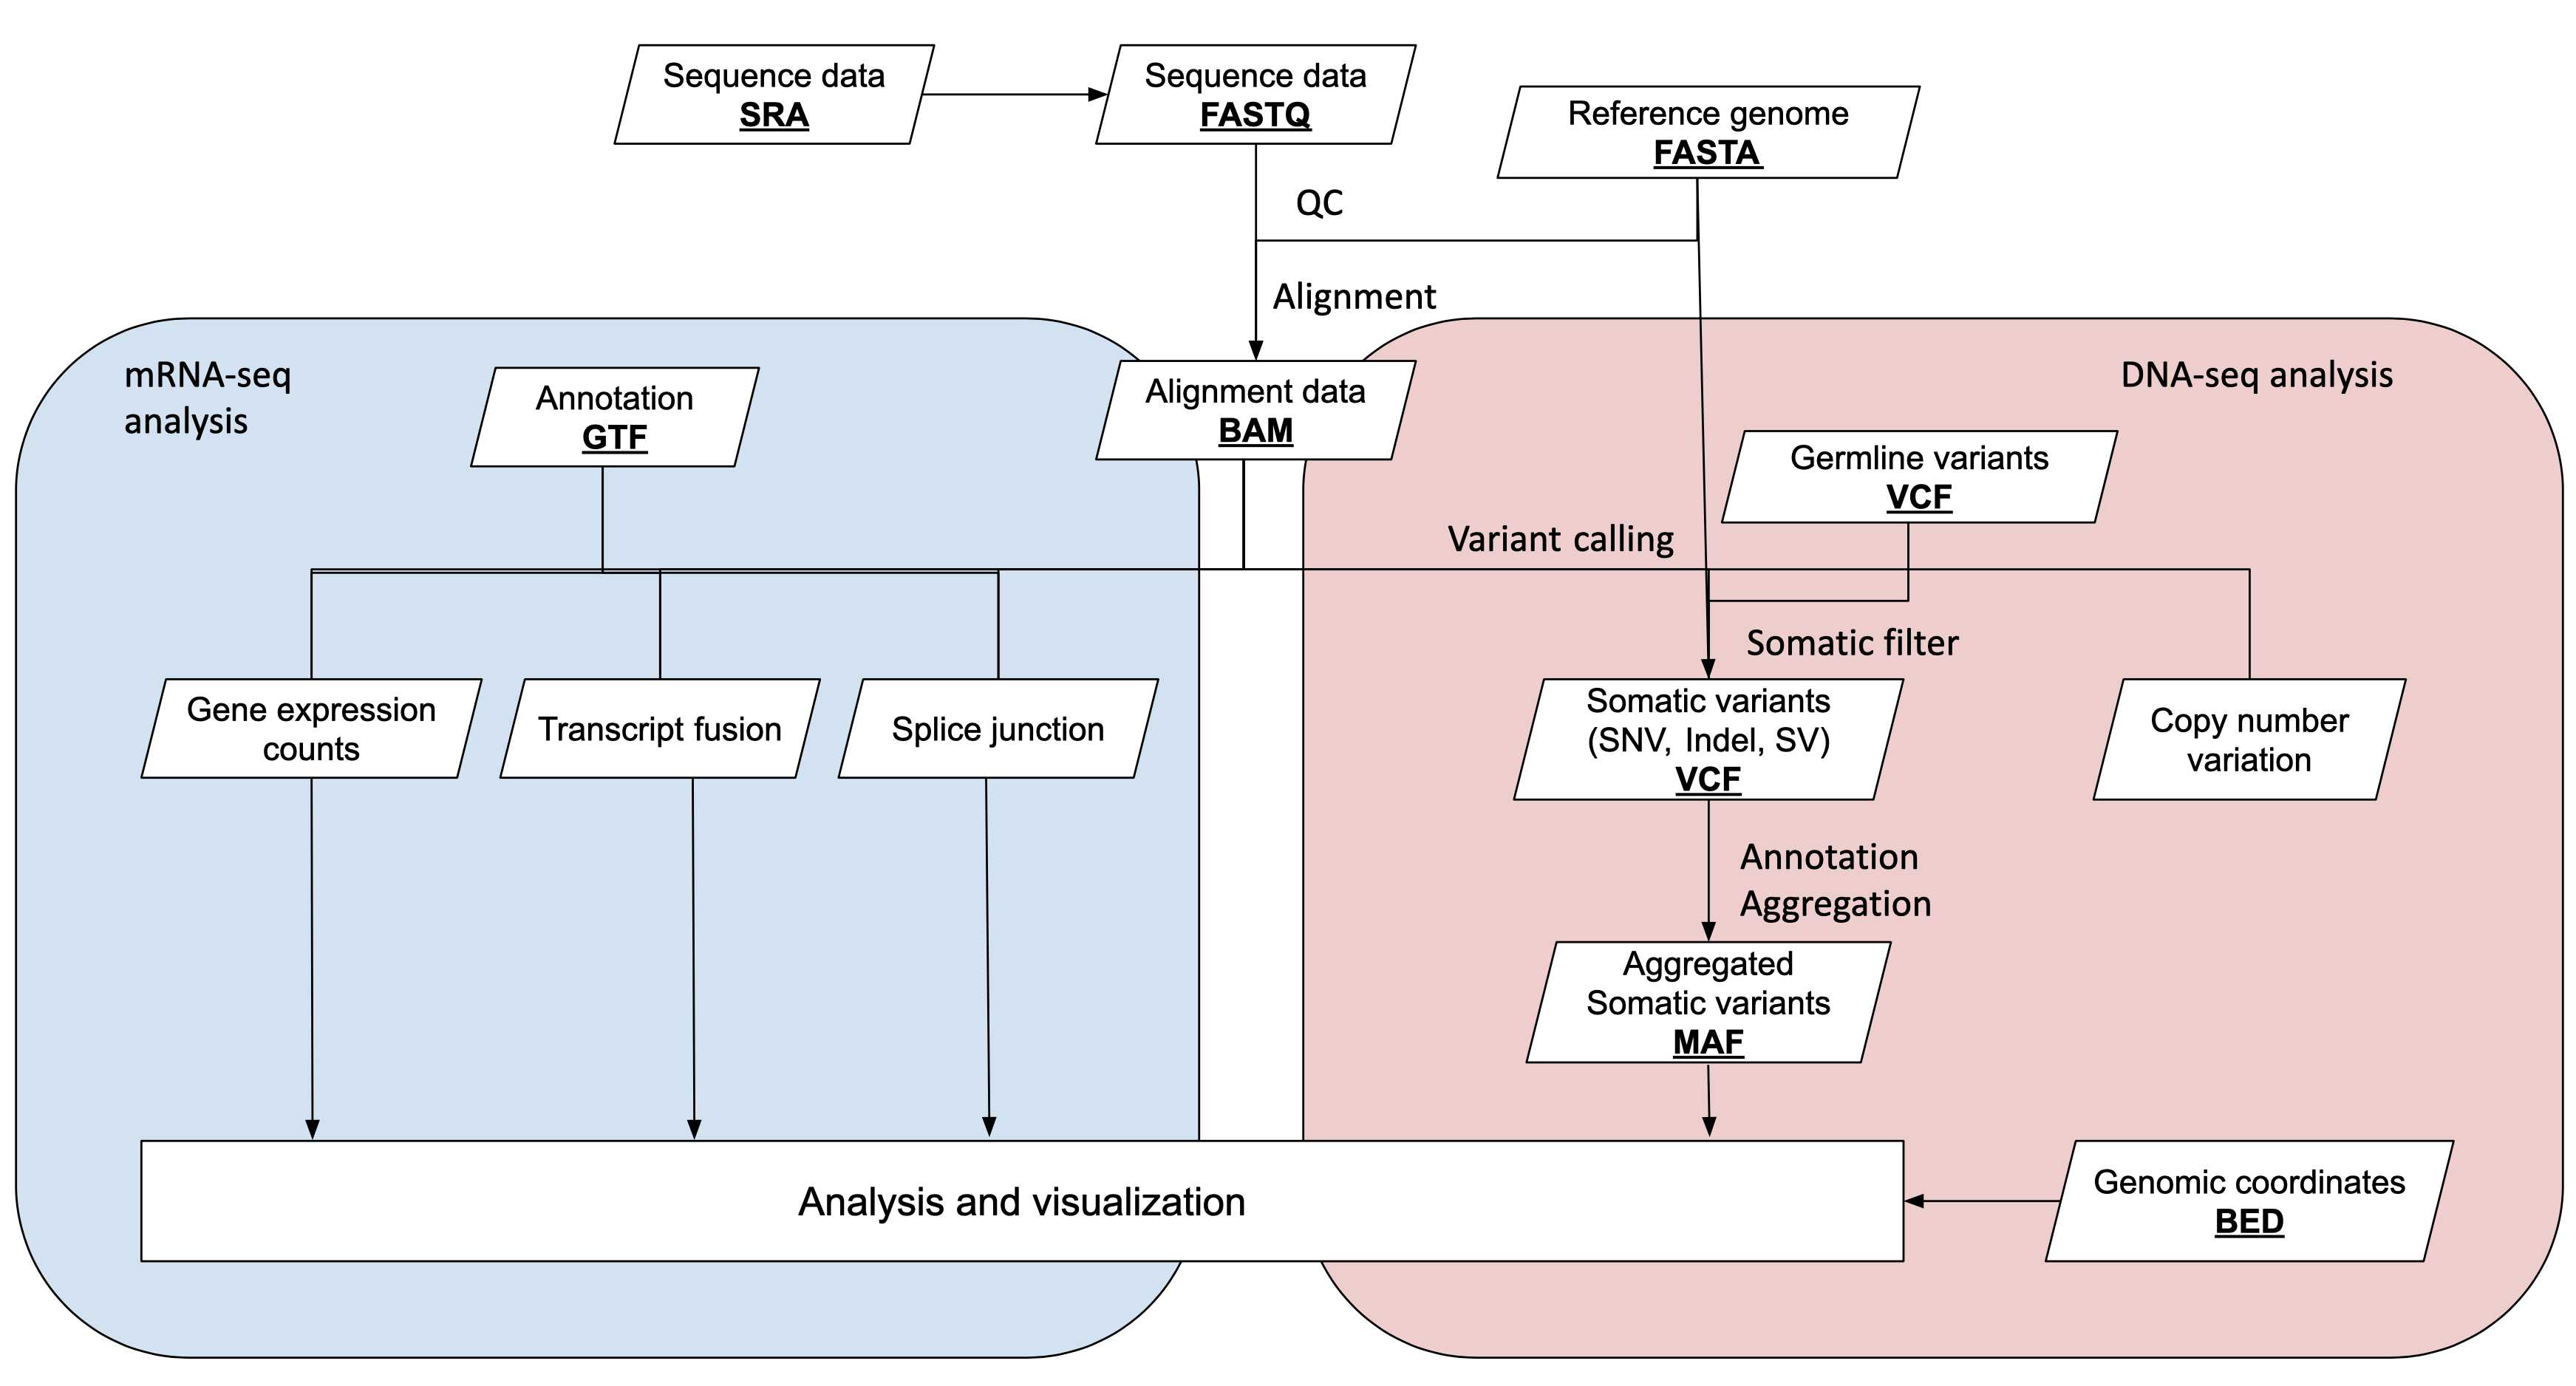 Sequence data
SRA
Sequence data
FASTQ
Reference genome
FASTA
QC
Alignment
mRNA-seq
analysis
Annotation
GTF
Alignment data
BAM
DNA-seq analysis
Germline variants
VCF
Variant calling
Somatic filter
Gene expression
counts
Transcript fusion
Splice junction
Somatic variants
(SNV, Indel, SV)
VCF
Copy number
variation
Annotation
Aggregation
Aggregated
Somatic variants
MAF
Analysis and visualization
Genomic coordinates
BED